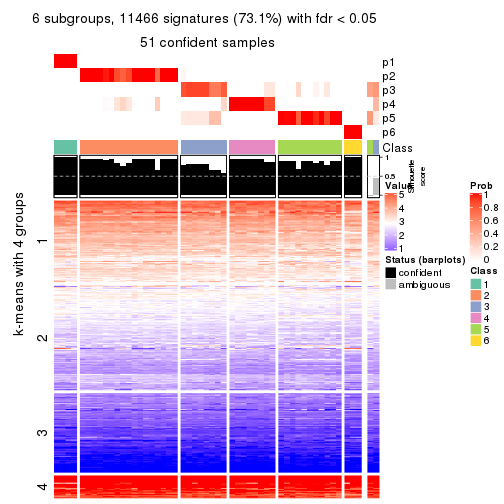 6 subgroups, 11466 signatures (73.1%) with fdr < 0.05
51 confident samples
p1
p2
p3
p4
p5
p6
Class
1
0.5
0
Silhouette
score
k-means with 4 groups
1
2
3
4
Value
5
4
3
2
1
Status (barplots)
confident
ambiguous
Prob
1
0.8
0.6
0.4
0.2
0
Class
1
2
3
4
5
6